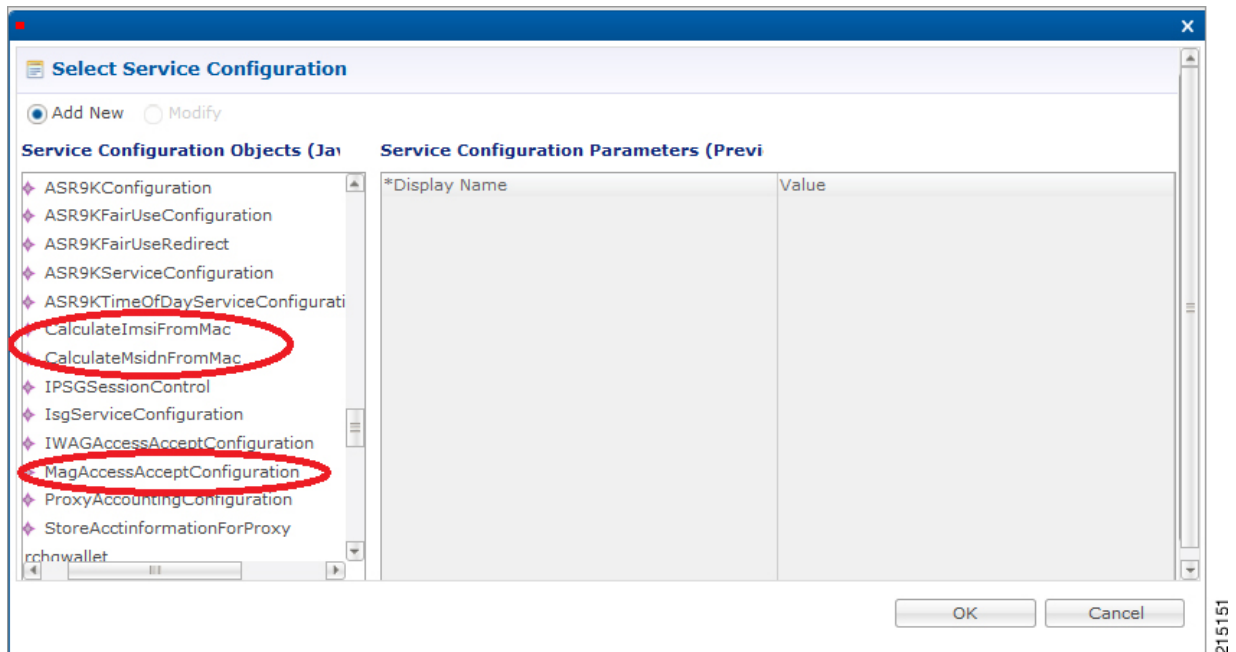 x
Select Service Configuration
Add New Modify
Service Configuration Objects (Jav
Service Configuration Parameters (Previ
*Display Name Value
ASR9KConfiguration
ASR9KFairUseConfiguration
ASR9KFairUseRedirect
ASR9KServiceConfiguration
ASR9KTimeOfDayServiceConfigurati
CalculateImsiFromMac
CalculateMsidnFromMac
IPSGSessionControl
IsgServiceConfiguration
IWAGAccessAcceptConfiguration
MagAccessAcceptConfiguration
ProxyAccountingConfiguration
StoreAcctinformationForProxy
rchgwallet
OK Cancel
215151